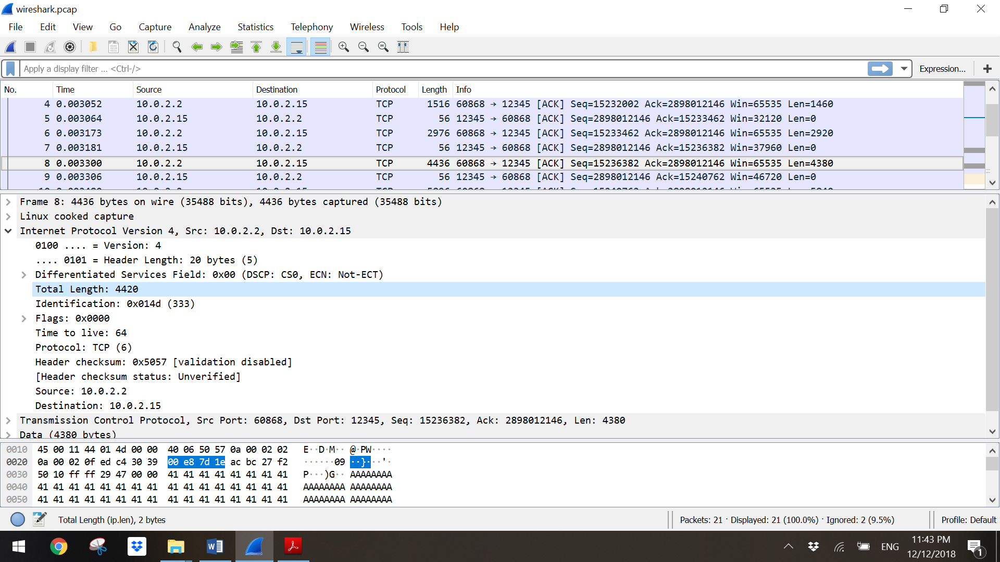 wireshark.pcap
File Edit View Go Capture Analyze Statistics Telephony Wireless Tools Help
Apply a display filter ... <Ctrl-/> Expression... +
No. Time Source Destination Protocol Length Info
4 0.003052 10.0.2.2 10.0.2.15 TCP 1516 60868 → 12345 [ACK] Seq=15232002 Ack=2898012146 Win=65535 Len=1460
5 0.003064 10.0.2.15 10.0.2.2 TCP 56 12345 → 60868 [ACK] Seq=2898012146 Ack=15233462 Win=32120 Len=0
6 0.003173 10.0.2.2 10.0.2.15 TCP 2976 60868 → 12345 [ACK] Seq=15233462 Ack=2898012146 Win=65535 Len=2920
7 0.003181 10.0.2.15 10.0.2.2 TCP 56 12345 → 60868 [ACK] Seq=2898012146 Ack=15236382 Win=37960 Len=0
8 0.003300 10.0.2.2 10.0.2.15 TCP 4436 60868 → 12345 [ACK] Seq=15236382 Ack=2898012146 Win=65535 Len=4380
9 0.003306 10.0.2.15 10.0.2.2 TCP 56 12345 → 60868 [ACK] Seq=2898012146 Ack=15240762 Win=46720 Len=0
Frame 8: 4436 bytes on wire (35488 bits), 4436 bytes captured (35488 bits)
Linux cooked capture
Internet Protocol Version 4, Src: 10.0.2.2, Dst: 10.0.2.15
0100 .... = Version: 4
.... 0101 = Header Length: 20 bytes (5)
Differentiated Services Field: 0x00 (DSCP: CS0, ECN: Not-ECT)
Total Length: 4420
Identification: 0x014d (333)
Flags: 0x0000
Time to live: 64
Protocol: TCP (6)
Header checksum: 0x5057 [validation disabled]
[Header checksum status: Unverified]
Source: 10.0.2.2
Destination: 10.0.2.15
Transmission Control Protocol, Src Port: 60868, Dst Port: 12345, Seq: 15236382, Ack: 2898012146, Len: 4380
Data (4380 bytes)
0010 45 00 11 44 01 4d 00 00 40 06 50 57 0a 00 02 02 E··D·M·· @·PW····
0020 0a 00 02 0f ed c4 30 39 00 e8 7d 1e ac bc 27 f2 ······09 ··}···'·
0030 50 10 ff ff 29 47 00 00 41 41 41 41 41 41 41 41 P···)G·· AAAAAAAA
0040 41 41 41 41 41 41 41 41 41 41 41 41 41 41 41 41 AAAAAAAA AAAAAAAA
0050 41 41 41 41 41 41 41 41 41 41 41 41 41 41 41 41 AAAAAAAA AAAAAAAA
Total Length (ip.len), 2 bytes Packets: 21 · Displayed: 21 (100.0%) · Ignored: 2 (9.5%) Profile: Default
ENG 11:43 PM 1
12/12/2018